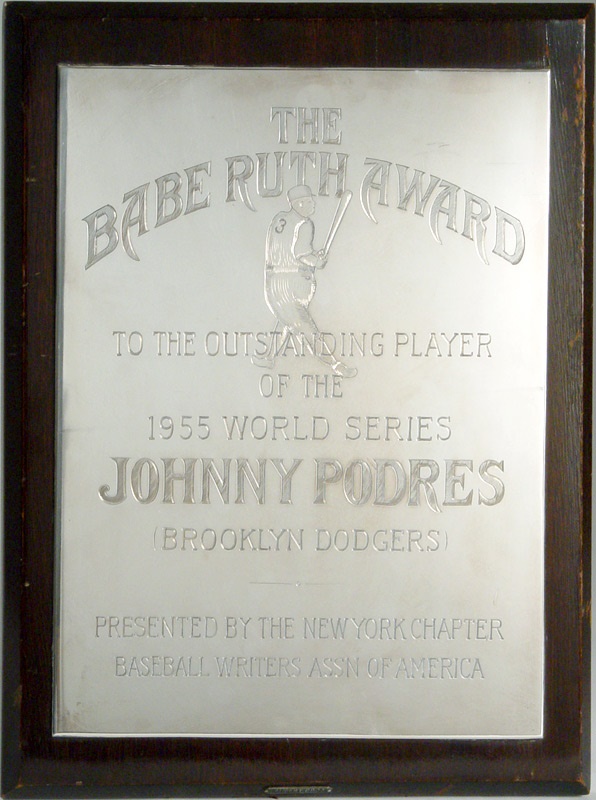 THE
BABE RUTH AWARD
3
TO THE OUTSTANDING PLAYER
OF THE
1955 WORLD SERIES
JOHNNY PODRES
(BROOKLYN DODGERS)
PRESENTED BY THE NEW YORK CHAPTER
BASEBALL WRITERS ASSN OF AMERICA